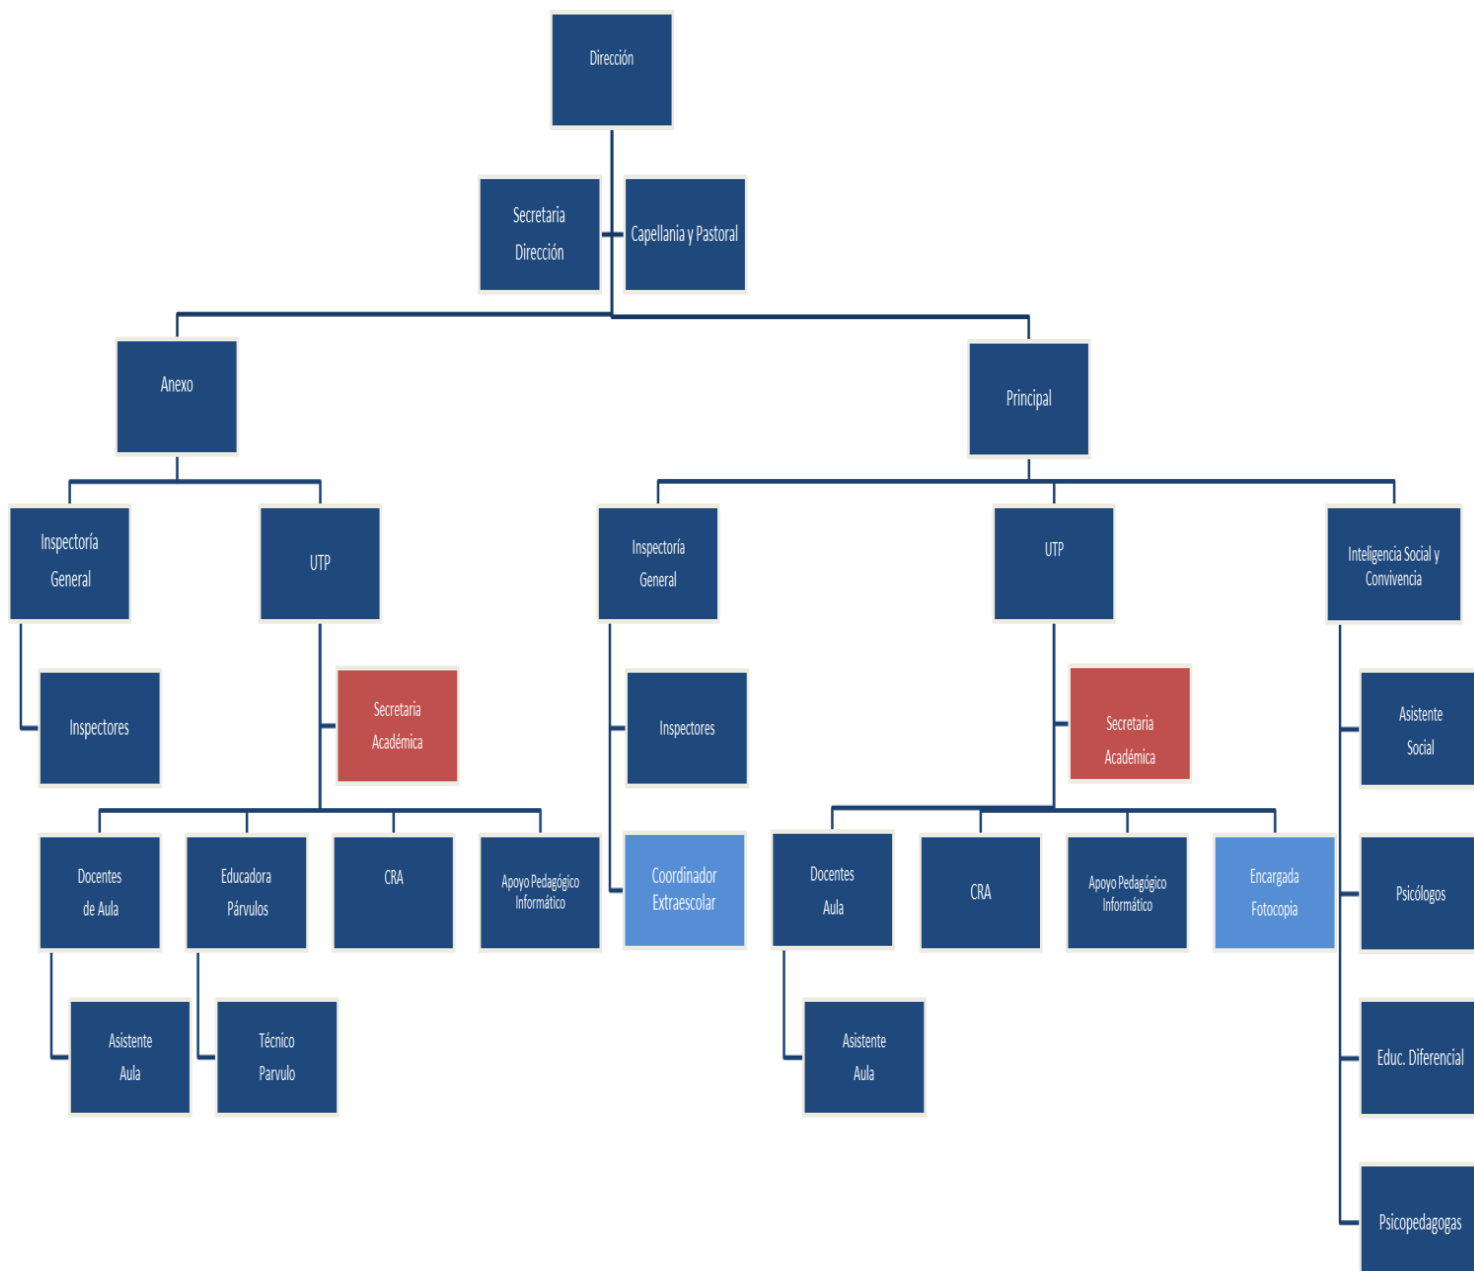 Dirección
Secretaria
Dirección
Capellania y Pastoral
Anexo
Principal
Inspectoría
General
UTP
Inspectoría
General
UTP
Inteligencia Social y
Convivencia
Inspectores
Secretaria
Académica
Inspectores
Secretaria
Académica
Asistente
Social
Docentes
de Aula
Educadora
Párvulos
CRA
Apoyo Pedagógico
Informático
Coordinador
Extraescolar
Docentes
Aula
CRA
Apoyo Pedagógico
Informático
Encargada
Fotocopia
Psicólogos
Asistente
Aula
Técnico
Parvulo
Asistente
Aula
Educ. Diferencial
Psicopedagogas